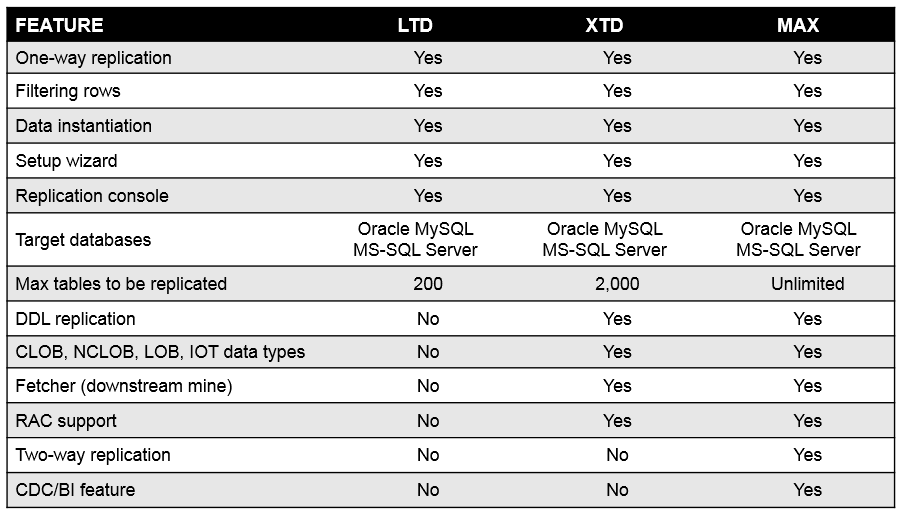 FEATURE LTD XTD MAX
One-way replication Yes Yes Yes
Filtering rows Yes Yes Yes
Data instantiation Yes Yes Yes
Setup wizard Yes Yes Yes
Replication console Yes Yes Yes
Target databases Oracle MySQL MS-SQL Server Oracle MySQL MS-SQL Server Oracle MySQL MS-SQL Server
Max tables to be replicated 200 2,000 Unlimited
DDL replication No Yes Yes
CLOB, NCLOB, LOB, IOT data types No Yes Yes
Fetcher (downstream mine) No Yes Yes
RAC support No Yes Yes
Two-way replication No No Yes
CDC/BI feature No No Yes